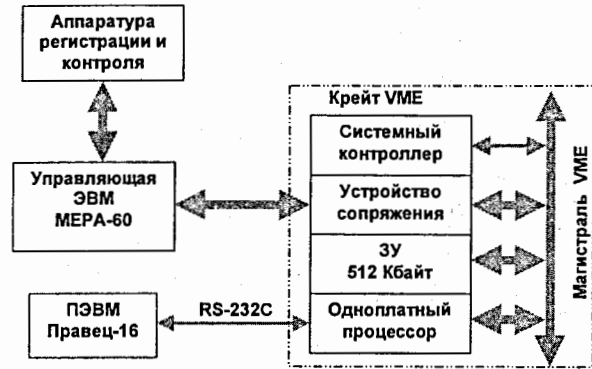 Аппаратура
регистрации и
контроля
Крейт VME
Системный
контроллер
Управляющая
ЭВМ
МЕРА-60
Устройство
сопряжения
ЗУ
512 Кбайт
Магистраль VME
ПЭВМ
Правец-16
RS-232C
Одноплатный
процессор